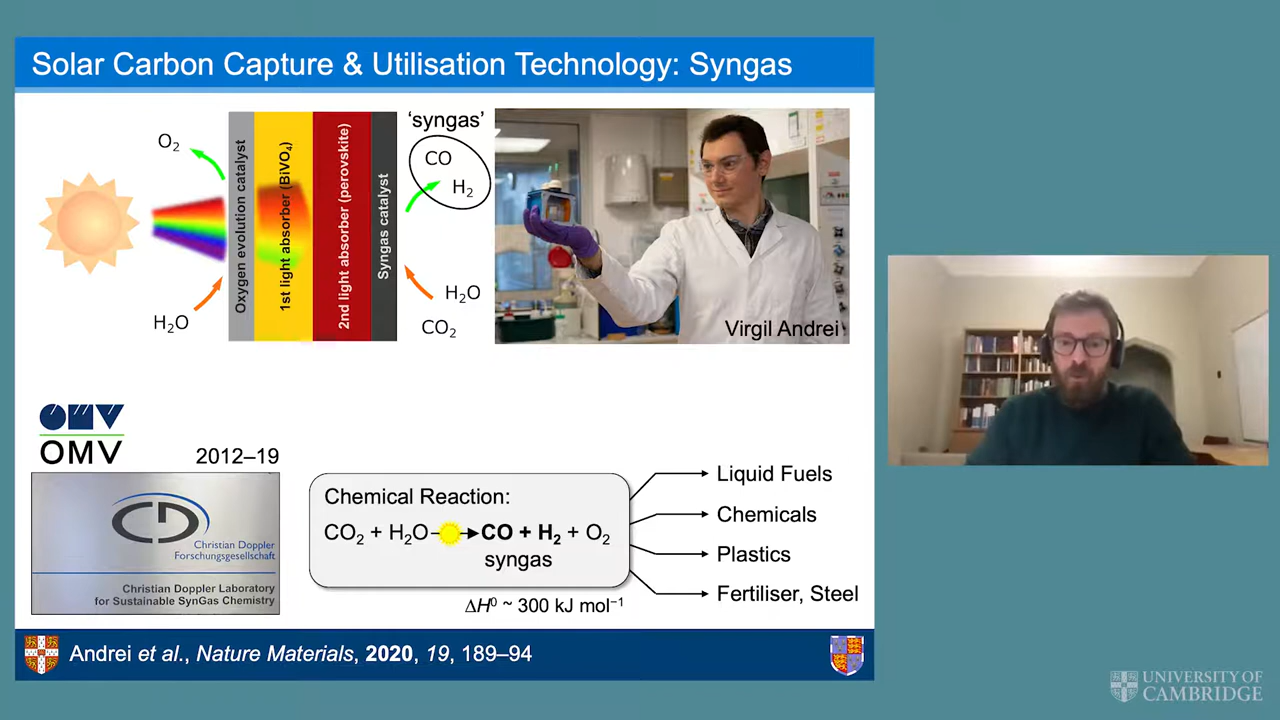 Solar Carbon Capture & Utilisation Technology: Syngas
O₂
H₂O
Oxygen evolution catalyst
1st light absorber (BiVO₄)
2nd light absorber (perovskite)
Syngas catalyst
‘syngas’
CO
H₂
H₂O
CO₂
Virgil Andrei
OMV
OMV
2012–19
CD
Christian Doppler
Forschungsgesellschaft
Christian Doppler Laboratory
for Sustainable SynGas Chemistry
Chemical Reaction:
CO₂ + H₂O CO + H₂ + O₂
syngas
ΔH⁰ ~ 300 kJ mol⁻¹
Liquid Fuels
Chemicals
Plastics
Fertiliser, Steel
Andrei et al., Nature Materials, 2020, 19, 189–94
UNIVERSITY OF
CAMBRIDGE